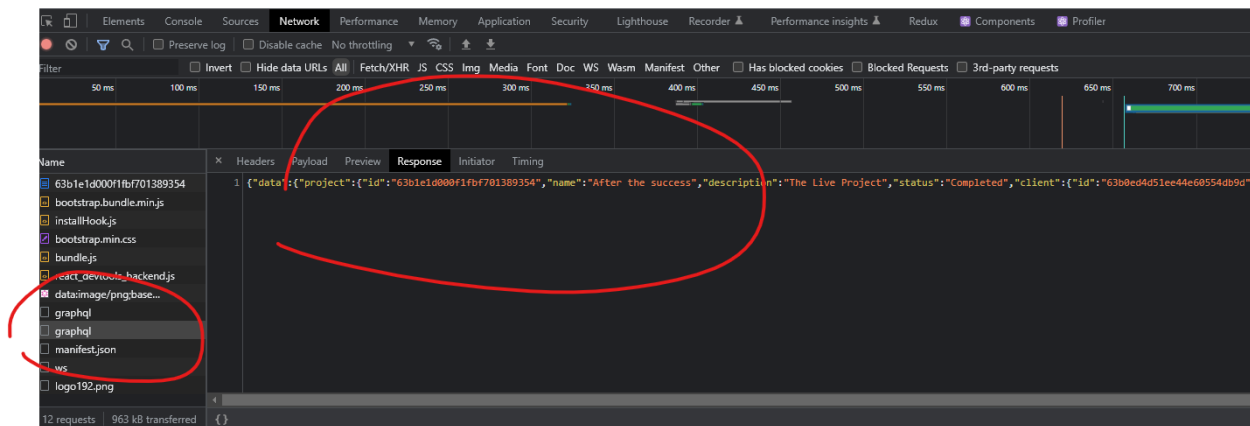 Elements Console Sources Network Performance Memory Application Security Lighthouse Recorder Performance insights Redux Components Profiler
Preserve log Disable cache No throttling
Filter Invert Hide data URLs All Fetch/XHR JS CSS Img Media Font Doc WS Wasm Manifest Other Has blocked cookies Blocked Requests 3rd-party requests
50 ms 100 ms 150 ms 200 ms 250 ms 300 ms 350 ms 400 ms 450 ms 500 ms 550 ms 600 ms 650 ms 700 ms
Name × Headers Payload Preview Response Initiator Timing
63b1e1d000f1fbf701389354
1 {"data":{"project":{"id":"63b1e1d000f1fbf701389354","name":"After the success","description":"The Live Project","status":"Completed","client":{"id":"63b0ed4d51ee44e60554db9d"
bootstrap.bundle.min.js
installHook.js
bootstrap.min.css
bundle.js
react_devtools_backend.js
data:image/png;base...
graphql
graphql
manifest.json
ws
logo192.png
12 requests 963 kB transferred { }